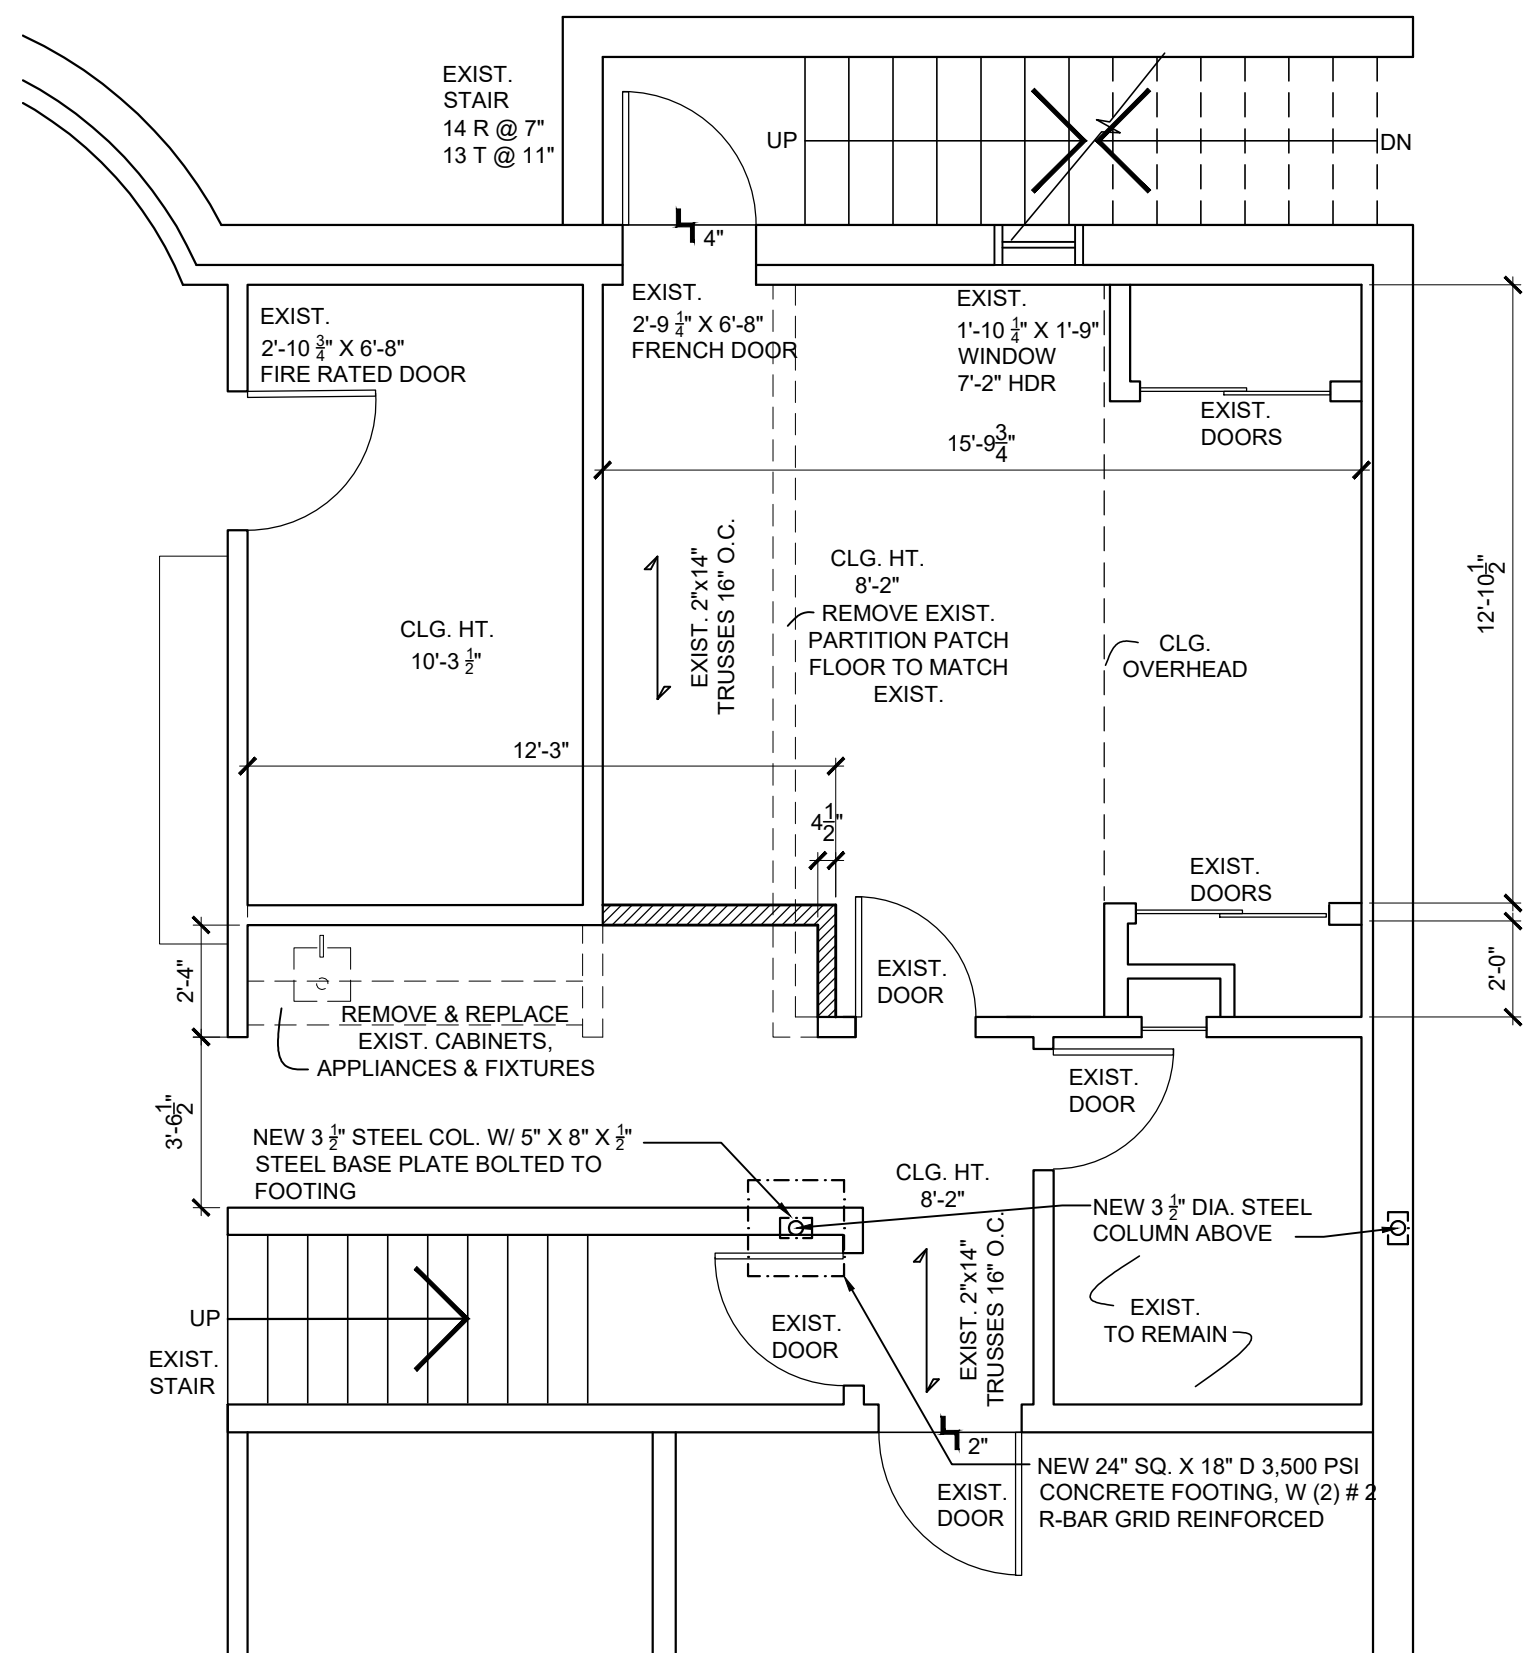 EXIST.
STAIR
14 R @ 7"
13 T @ 11"
UP
DN
4"
EXIST.
2'-10 3/4" X 6'-8"
FIRE RATED DOOR
EXIST.
2'-9 1/4" X 6'-8"
FRENCH DOOR
EXIST.
1'-10 1/4" X 1'-9"
WINDOW
7'-2" HDR
EXIST.
DOORS
15'-9 3/4"
EXIST. 2"x14"
TRUSSES 16" O.C.
CLG. HT.
8'-2"
REMOVE EXIST.
PARTITION PATCH
FLOOR TO MATCH
EXIST.
CLG.
OVERHEAD
12'-10 1/2"
CLG. HT.
10'-3 1/2"
12'-3"
4 1/2"
EXIST.
DOORS
2'-4"
EXIST.
DOOR
2'-0"
REMOVE & REPLACE
EXIST. CABINETS,
APPLIANCES & FIXTURES
EXIST.
DOOR
3'-6 1/2"
NEW 3 1/2" STEEL COL. W/ 5" X 8" X 1/2"
STEEL BASE PLATE BOLTED TO
FOOTING
CLG. HT.
8'-2"
NEW 3 1/2" DIA. STEEL
COLUMN ABOVE
EXIST. 2"x14"
TRUSSES 16" O.C.
UP
EXIST.
STAIR
EXIST.
DOOR
EXIST.
TO REMAIN
2"
NEW 24" SQ. X 18" D 3,500 PSI
CONCRETE FOOTING, W (2) # 2
R-BAR GRID REINFORCED
EXIST.
DOOR